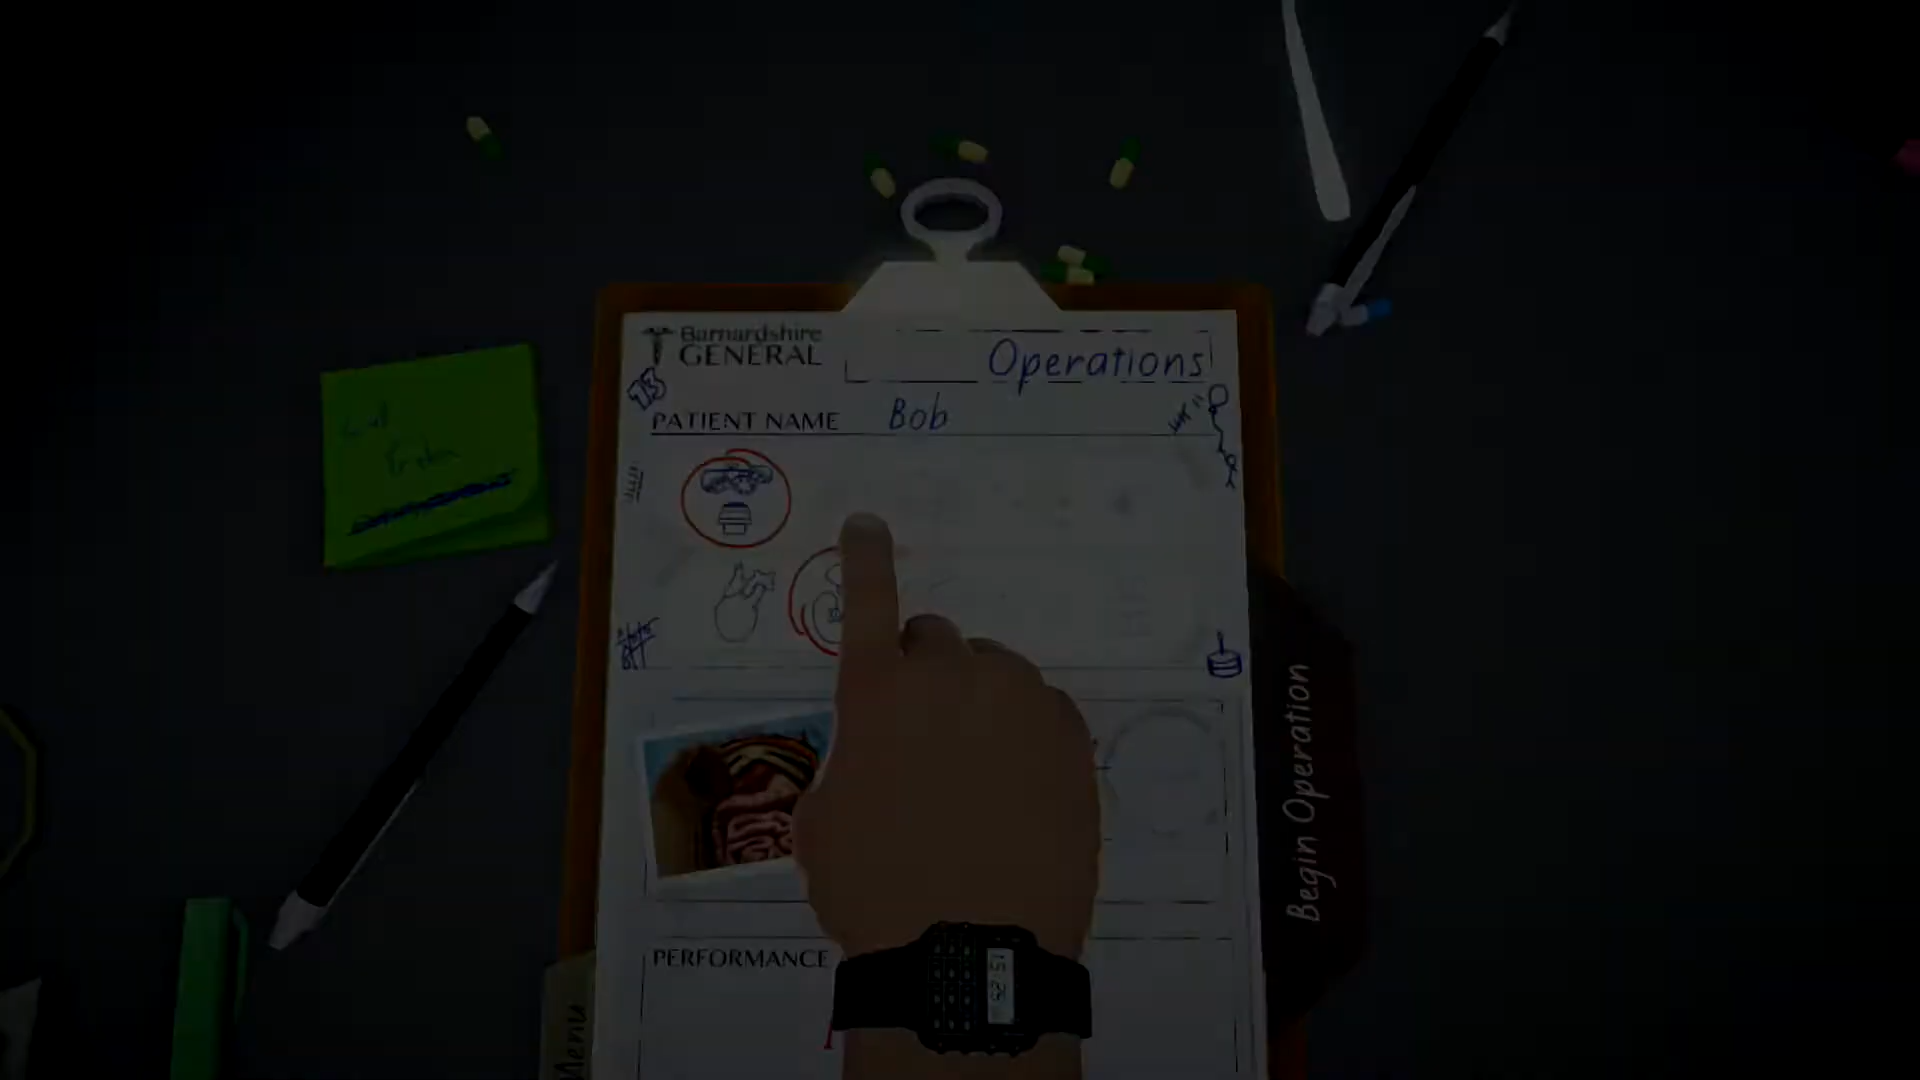 Barnardshire
GENERAL
Operations
PATIENT NAME Bob
Begin Operation
PERFORMANCE
Menu